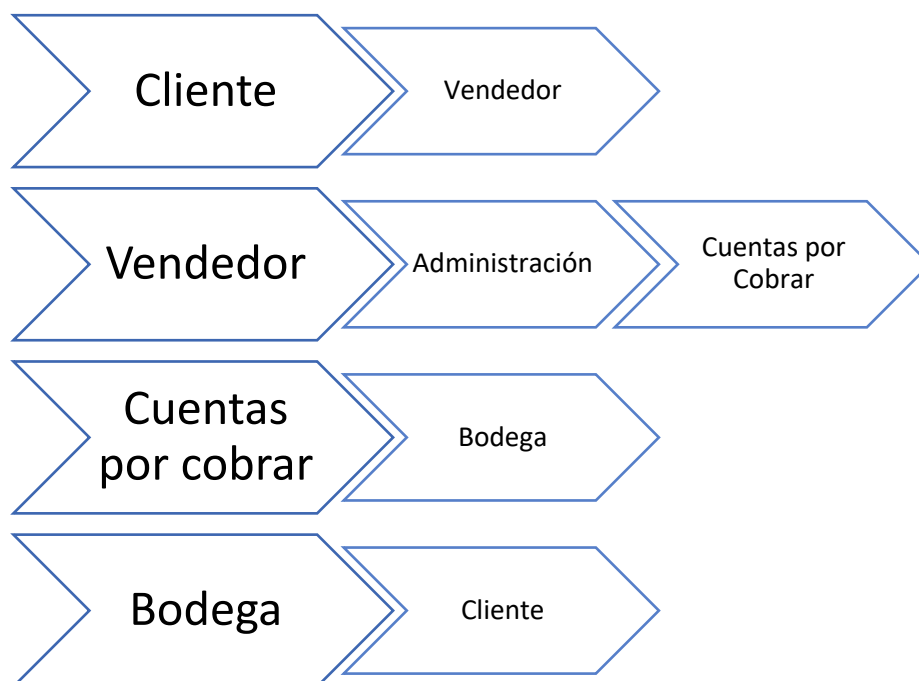 Cliente
Vendedor
Vendedor
Administración
Cuentas por
Cobrar
Cuentas
por cobrar
Bodega
Bodega
Cliente